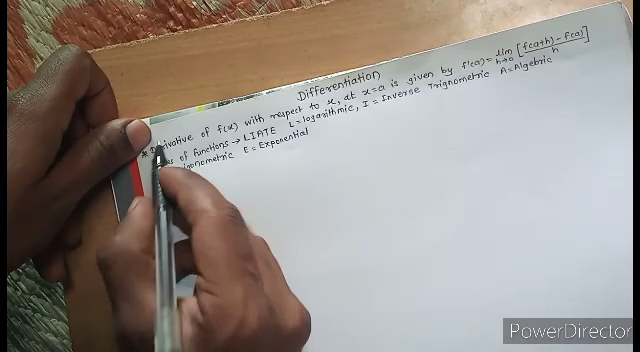 Differentiation
* Derivative of f(x) with respect to x, at x=a is given by f'(a) = lim h→0 [f(a+h) - f(a)]/h
of Functions → LIATE L = logarithmic, I = Inverse Trignometric A = Algebric
E = Exponential
PowerDirector